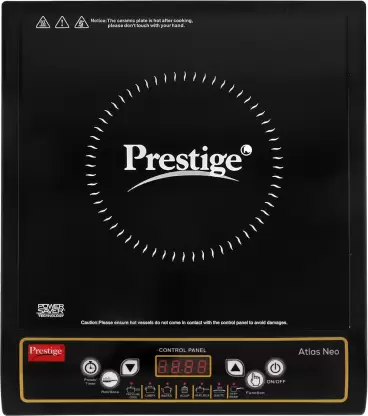 Notice: The ceramic plate is hot after cooking,
please don't touch with your hand.
Prestige
POWER
SAVER
TECHNOLOGY
Caution: Please ensure hot vessels do not come in contact with the control panel to avoid damages.
CONTROL PANEL
Prestige
Atlas Neo
8888
ON/OFF
Function